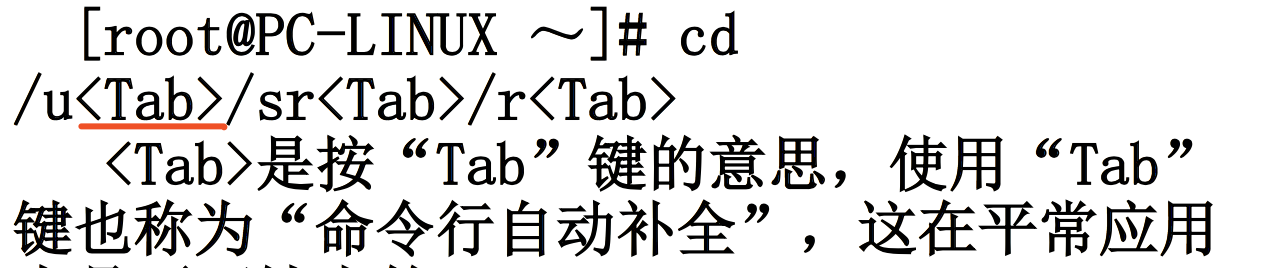 [root@PC-LINUX ～]# cd
/u<Tab>/sr<Tab>/r<Tab>
<Tab>是按“Tab”键的意思，使用“Tab”
键也称为“命令行自动补全”，这在平常应用